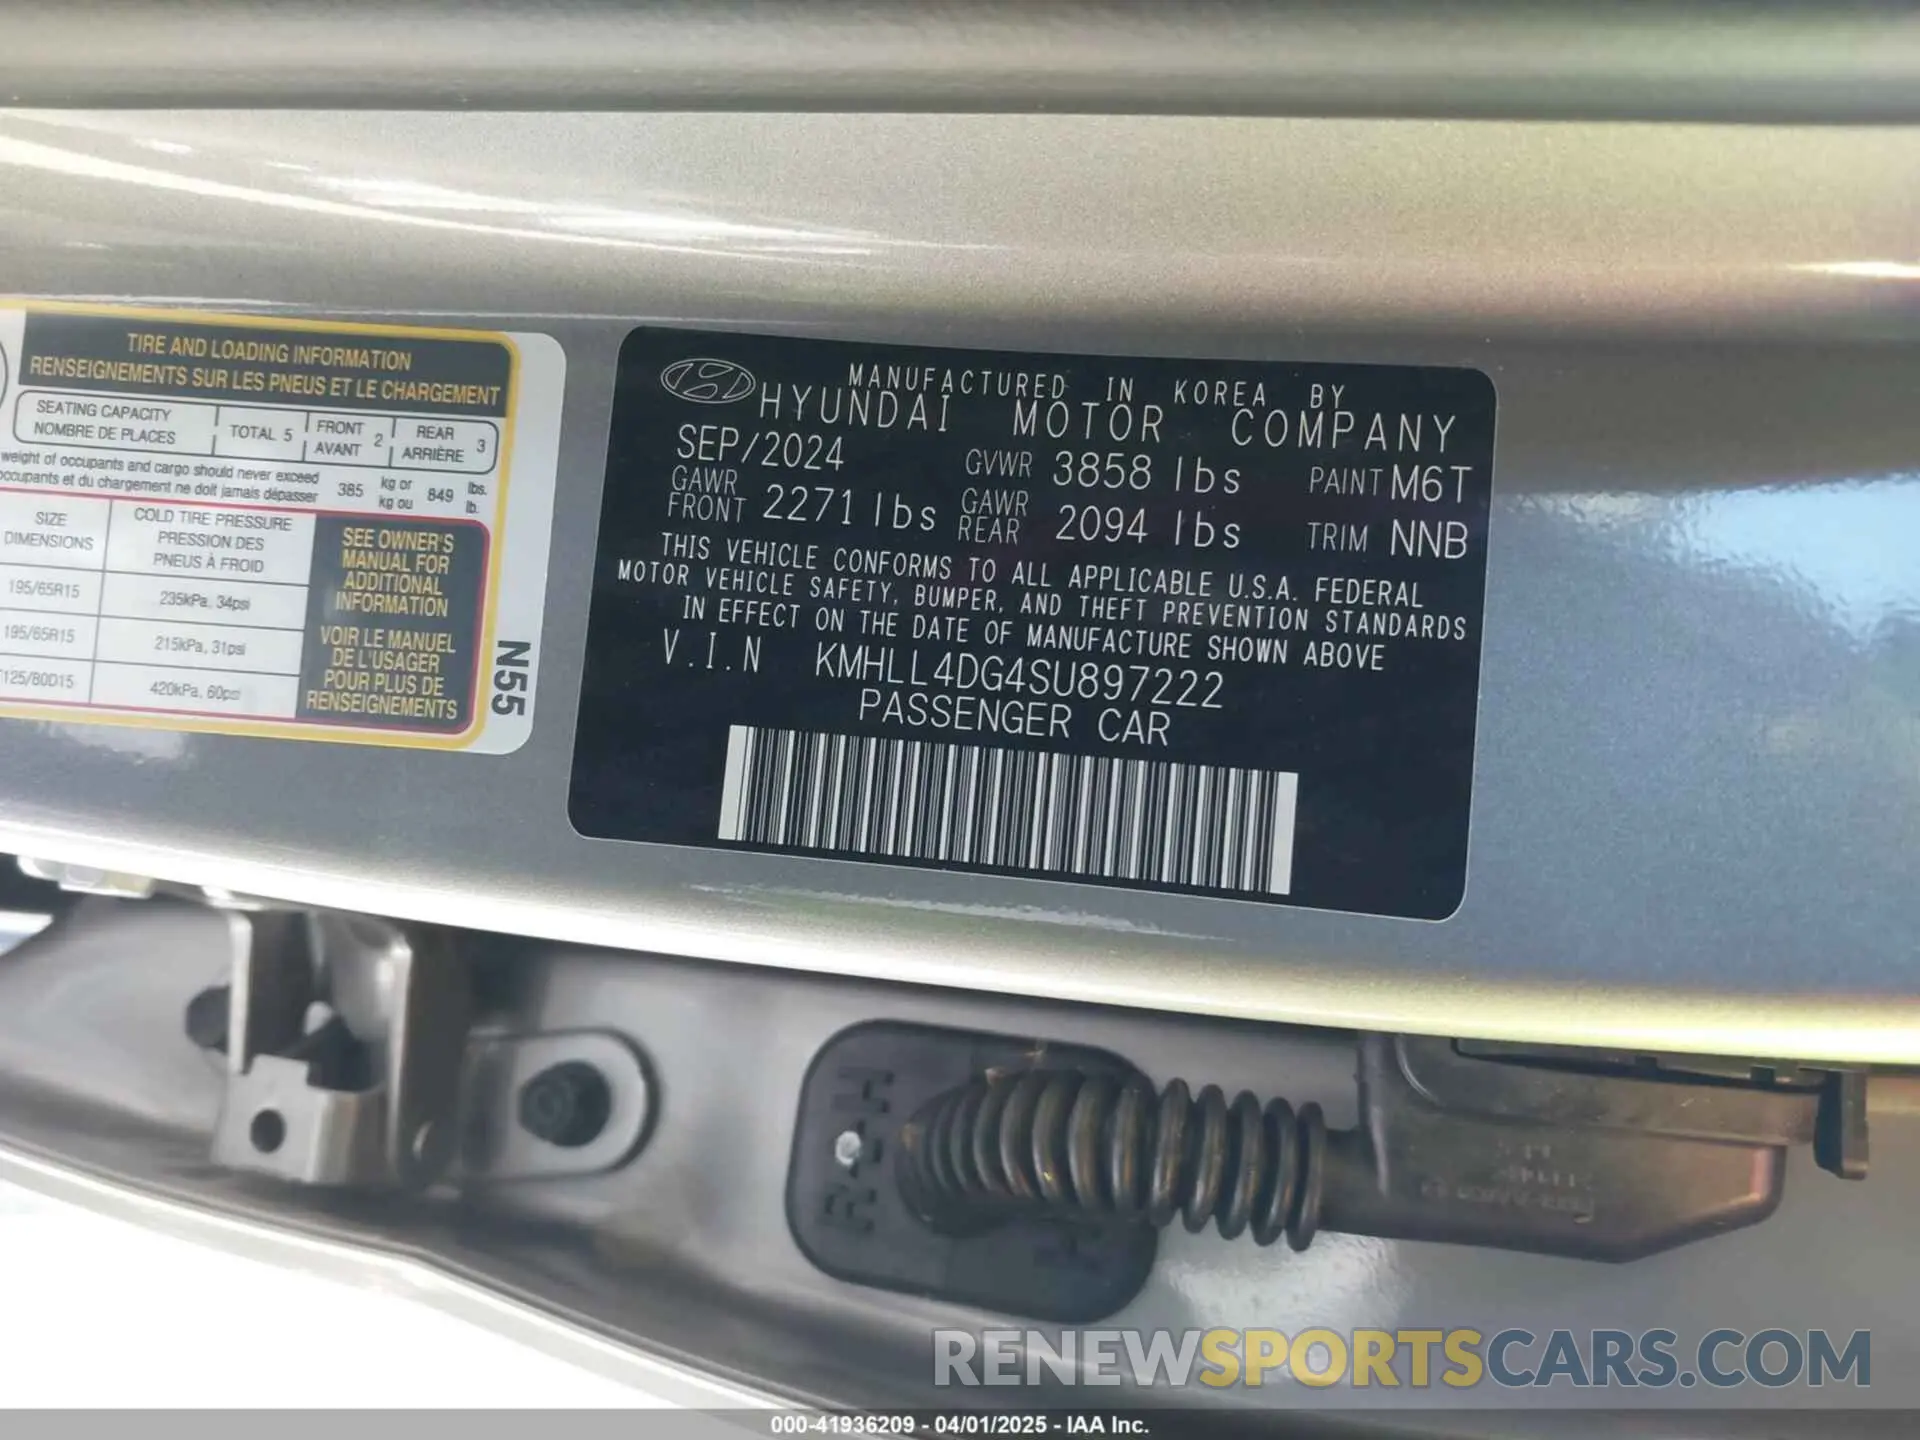 TIRE AND LOADING INFORMATION
RENSEIGNEMENTS SUR LES PNEUS ET LE CHARGEMENT
SEATING CAPACITY
NOMBRE DE PLACES
TOTAL 5
FRONT
AVANT
2
REAR
ARRIÈRE
3
weight of occupants and cargo should never exceed
occupants et du chargement ne doit jamais dépasser
385
kg or
kg ou
849
lbs.
lb.
SIZE
DIMENSIONS
COLD TIRE PRESSURE
PRESSION DES
PNEUS À FROID
195/65R15
235kPa, 34psi
195/65R15
215kPa, 31psi
125/80D15
420kPa, 60psi
SEE OWNER'S
MANUAL FOR
ADDITIONAL
INFORMATION
VOIR LE MANUEL
DE L'USAGER
POUR PLUS DE
RENSEIGNEMENTS
N55
MANUFACTURED IN KOREA BY
HYUNDAI MOTOR COMPANY
SEP/2024 GVWR 3858 lbs PAINT M6T
GAWR FRONT 2271 lbs GAWR REAR 2094 lbs TRIM NNB
THIS VEHICLE CONFORMS TO ALL APPLICABLE U.S.A. FEDERAL
MOTOR VEHICLE SAFETY, BUMPER, AND THEFT PREVENTION STANDARDS
IN EFFECT ON THE DATE OF MANUFACTURE SHOWN ABOVE
V.I.N KMHLL4DG4SU897222
PASSENGER CAR
RENEWSPORTSCARS.COM
000-41936209 - 04/01/2025 - IAA Inc.